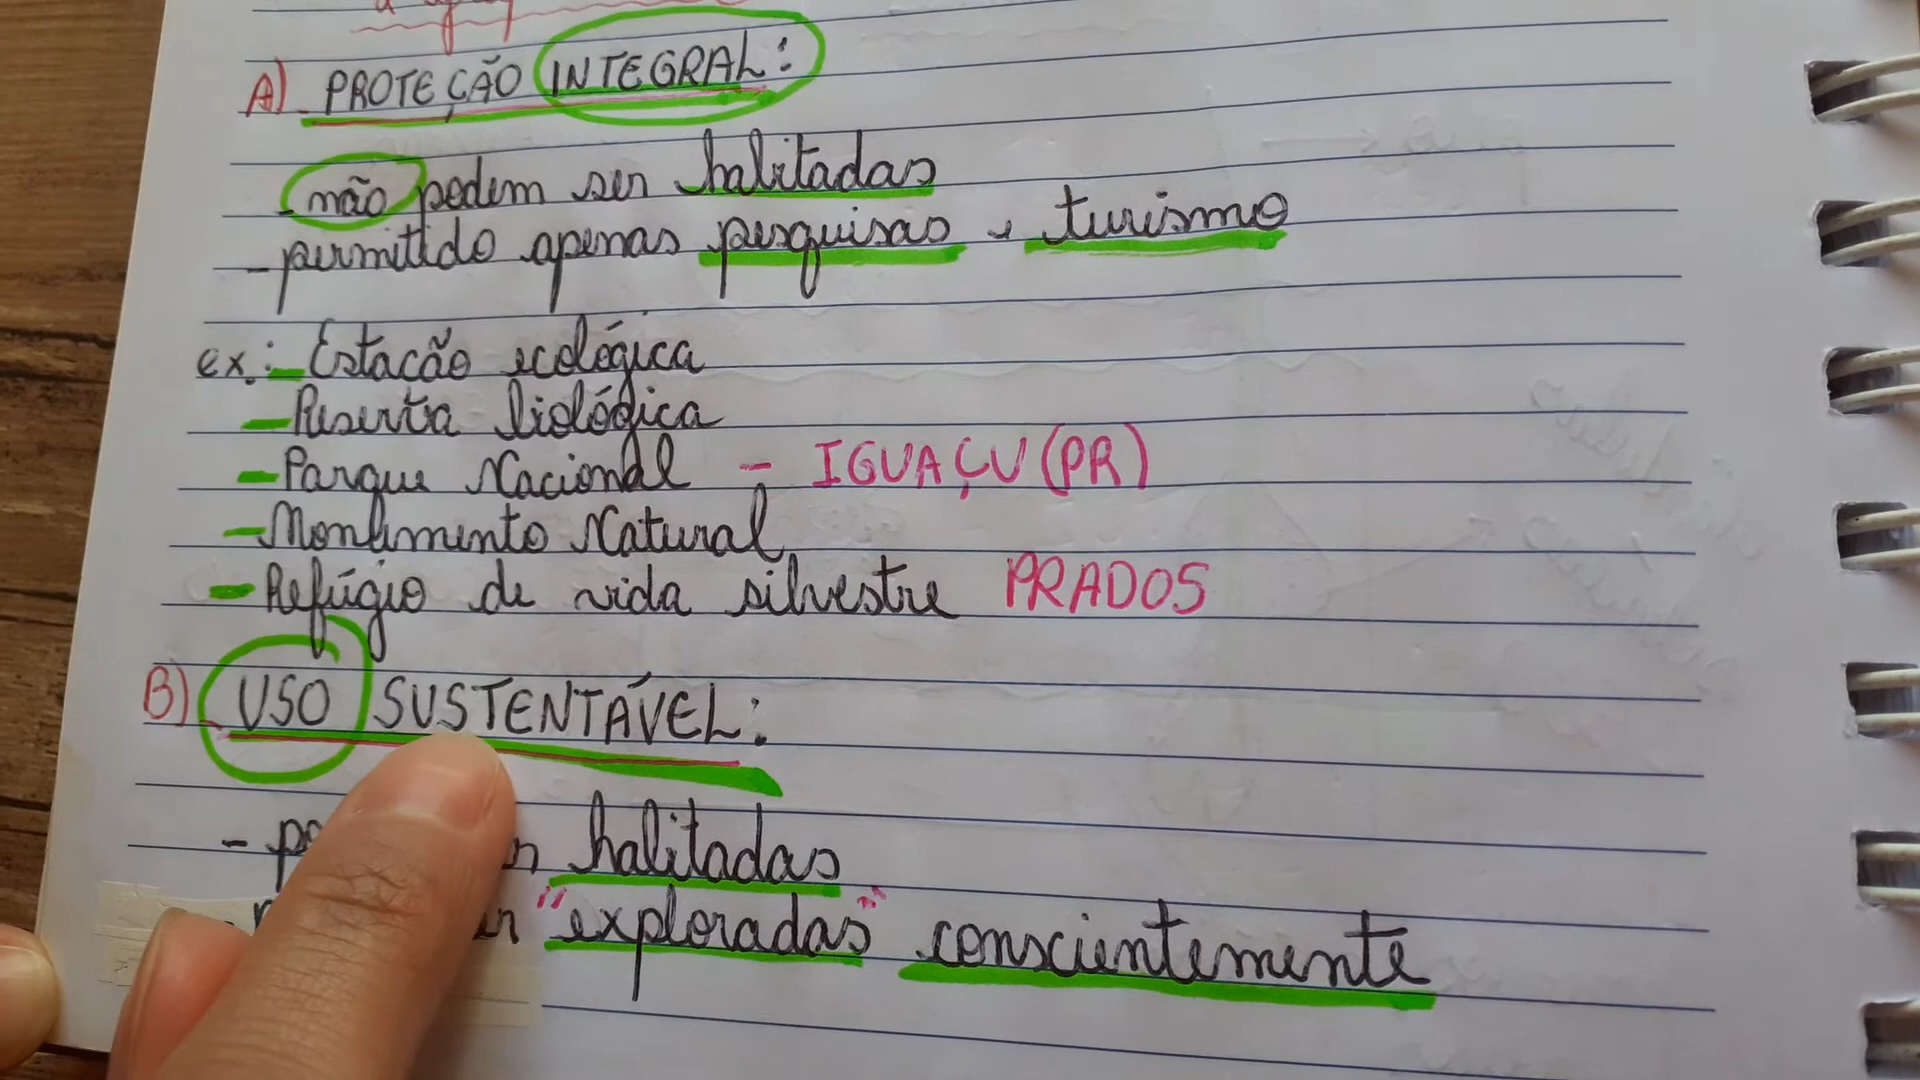 A) PROTEÇÃO INTEGRAL:
- não podem ser habitadas
- permitido apenas pesquisas e turismo
ex.: - Estacão ecológica
- Reserva biológica
- Parque Nacional - IGUAÇU (PR)
- Monumento Natural
- Refúgio de vida silvestre PRADOS
B) USO SUSTENTÁVEL:
- habitadas
- "exploradas" conscientemente